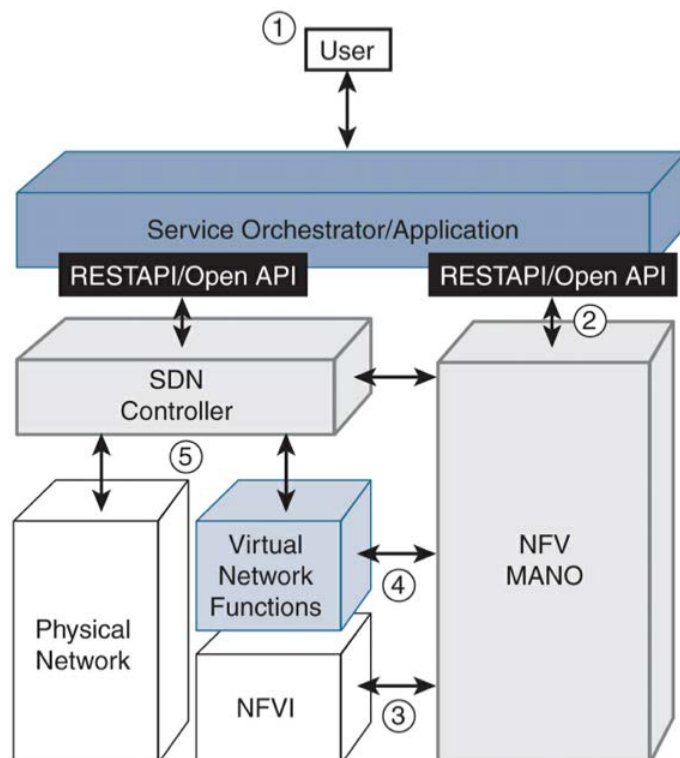 ①
User
Service Orchestrator/Application
RESTAPI/Open API
RESTAPI/Open API
②
SDN
Controller
⑤
Virtual
Network
Functions
④
NFV
MANO
Physical
Network
NFVI
③